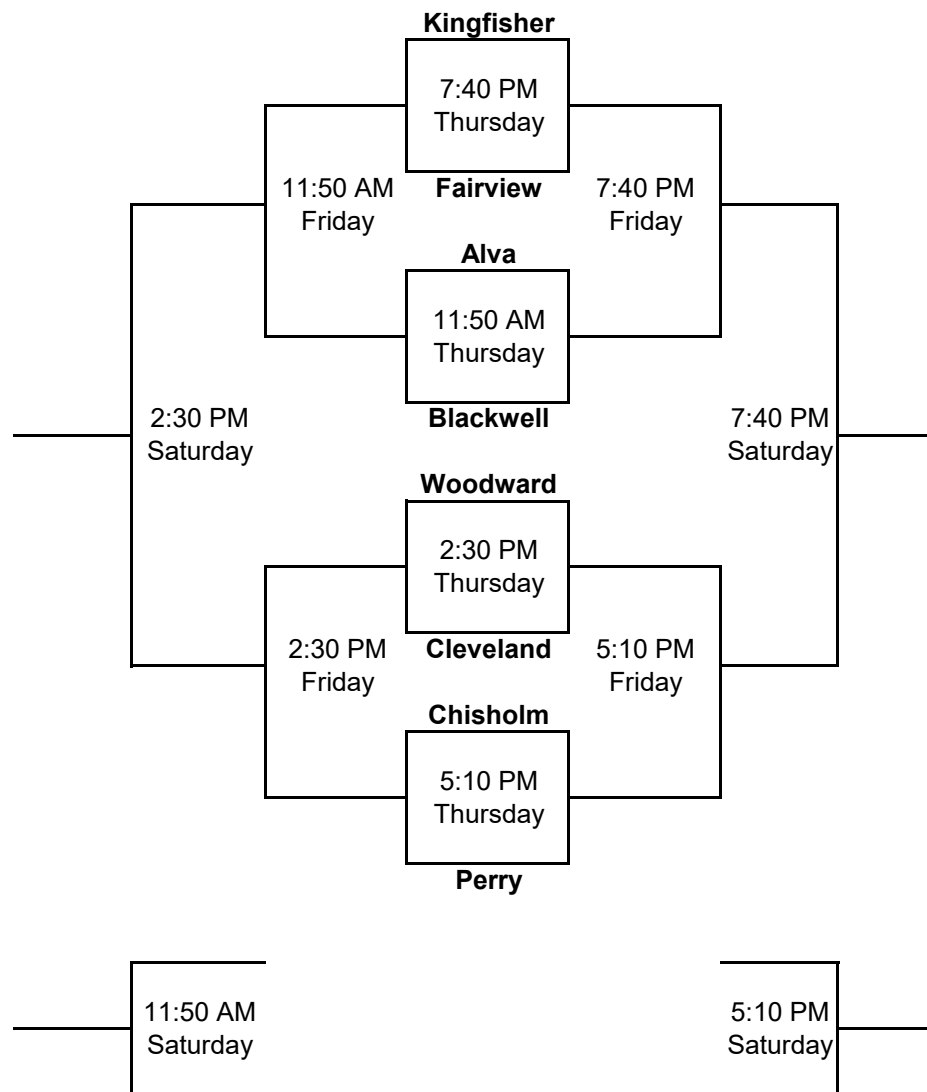 Kingfisher
7:40 PM
Thursday
Fairview
11:50 AM
Friday
7:40 PM
Friday
Alva
11:50 AM
Thursday
Blackwell
2:30 PM
Saturday
7:40 PM
Saturday
Woodward
2:30 PM
Thursday
Cleveland
2:30 PM
Friday
5:10 PM
Friday
Chisholm
5:10 PM
Thursday
Perry
11:50 AM
Saturday
5:10 PM
Saturday